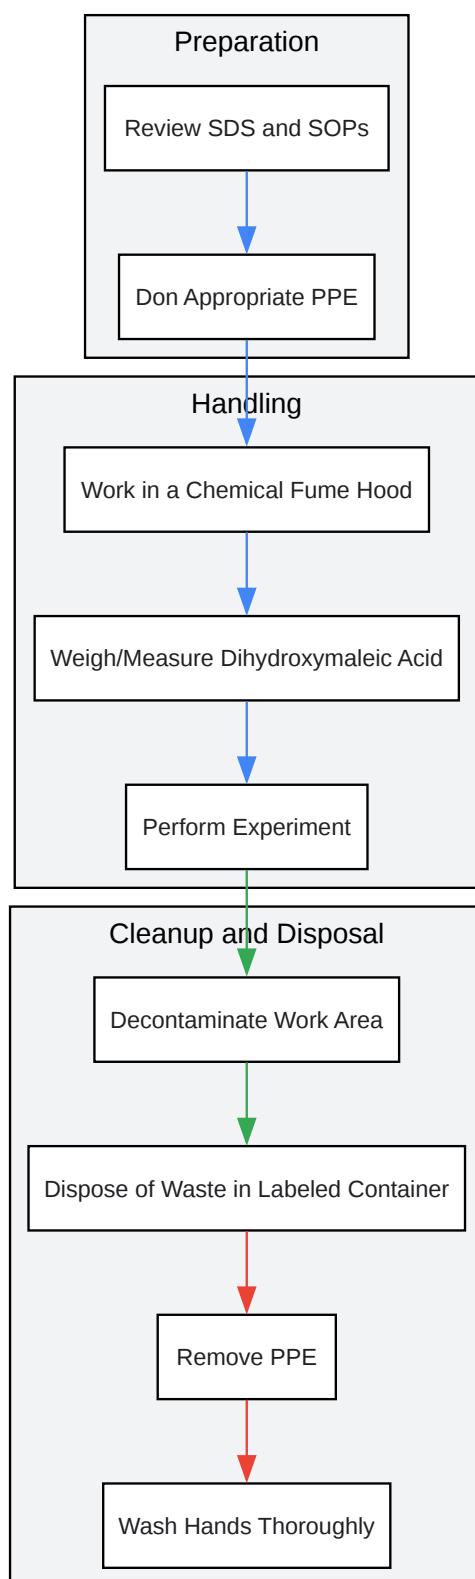 Preparation
Review SDS and SOPs
Don Appropriate PPE
Handling
Work in a Chemical Fume Hood
Weigh/Measure Dihydroxymaleic Acid
Perform Experiment
Cleanup and Disposal
Decontaminate Work Area
Dispose of Waste in Labeled Container
Remove PPE
Wash Hands Thoroughly